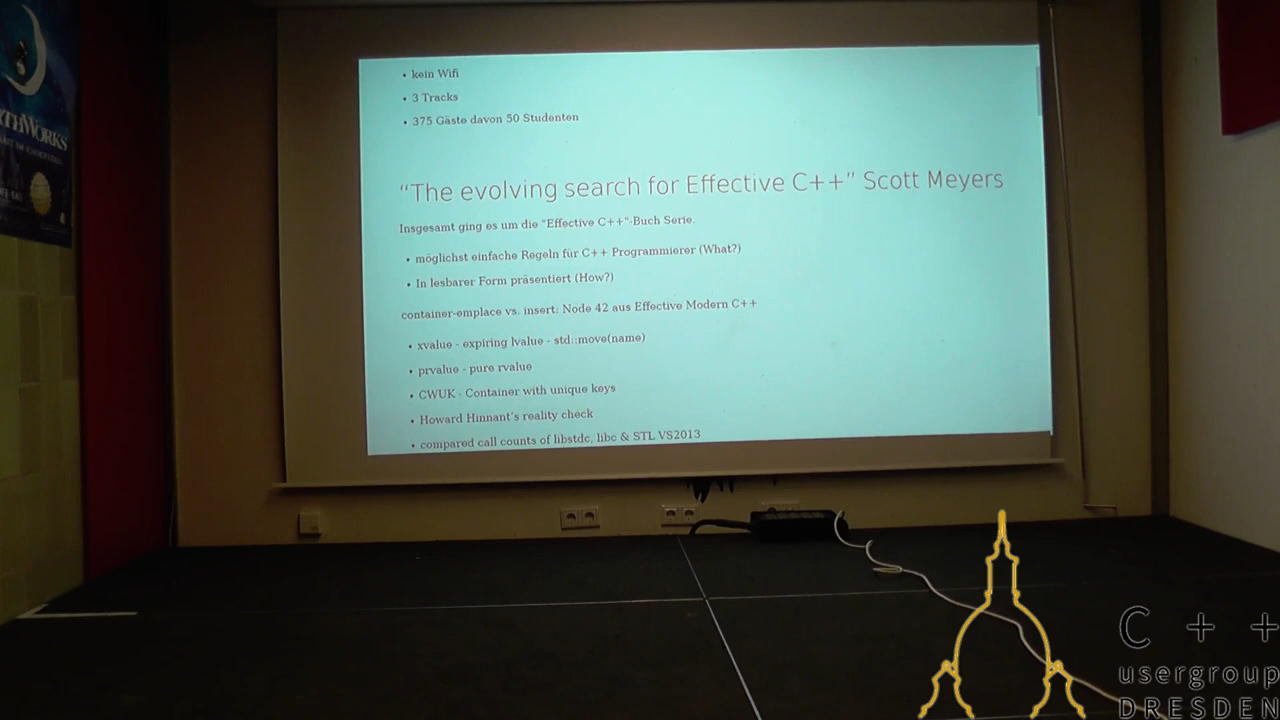 • kein Wifi
• 3 Tracks
• 375 Gäste davon 50 Studenten
“The evolving search for Effective C++” Scott Meyers
Insgesamt ging es um die "Effective C++"-Buch Serie.
• möglichst einfache Regeln für C++ Programmierer (What?)
• In lesbarer Form präsentiert (How?)
container-emplace vs. insert: Node 42 aus Effective Modern C++
• xvalue - expiring lvalue - std::move(name)
• prvalue - pure rvalue
• CWUK - Container with unique keys
• Howard Hinnant's reality check
• compared call counts of libstdc, libc & STL VS2013
C++
usergroup
DRESDEN